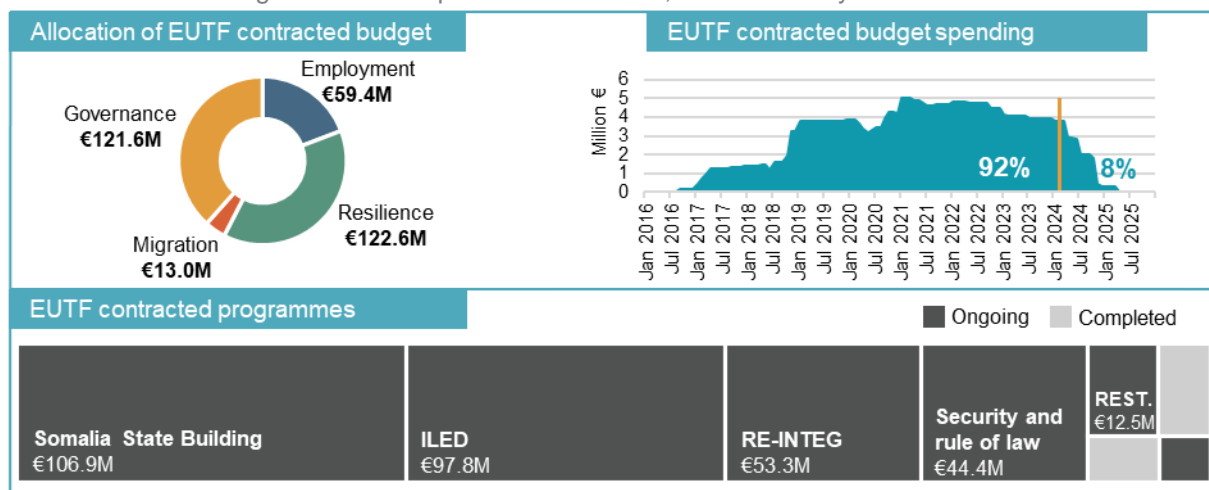 Allocation of EUTF contracted budget
EUTF contracted budget spending
Employment
€59.4M
Governance
€121.6M
Resilience
€122.6M
Migration
€13.0M
Million €
6
5
4
3
2
1
0
92%
8%
Jan 2016
Jul 2016
Jan 2017
Jul 2017
Jan 2018
Jul 2018
Jan 2019
Jul 2019
Jan 2020
Jul 2020
Jan 2021
Jul 2021
Jan 2022
Jul 2022
Jan 2023
Jul 2023
Jan 2024
Jul 2024
Jan 2025
Jul 2025
EUTF contracted programmes
Ongoing
Completed
Somalia State Building
€106.9M
ILED
€97.8M
RE-INTEG
€53.3M
Security and
rule of law
€44.4M
REST.
€12.5M